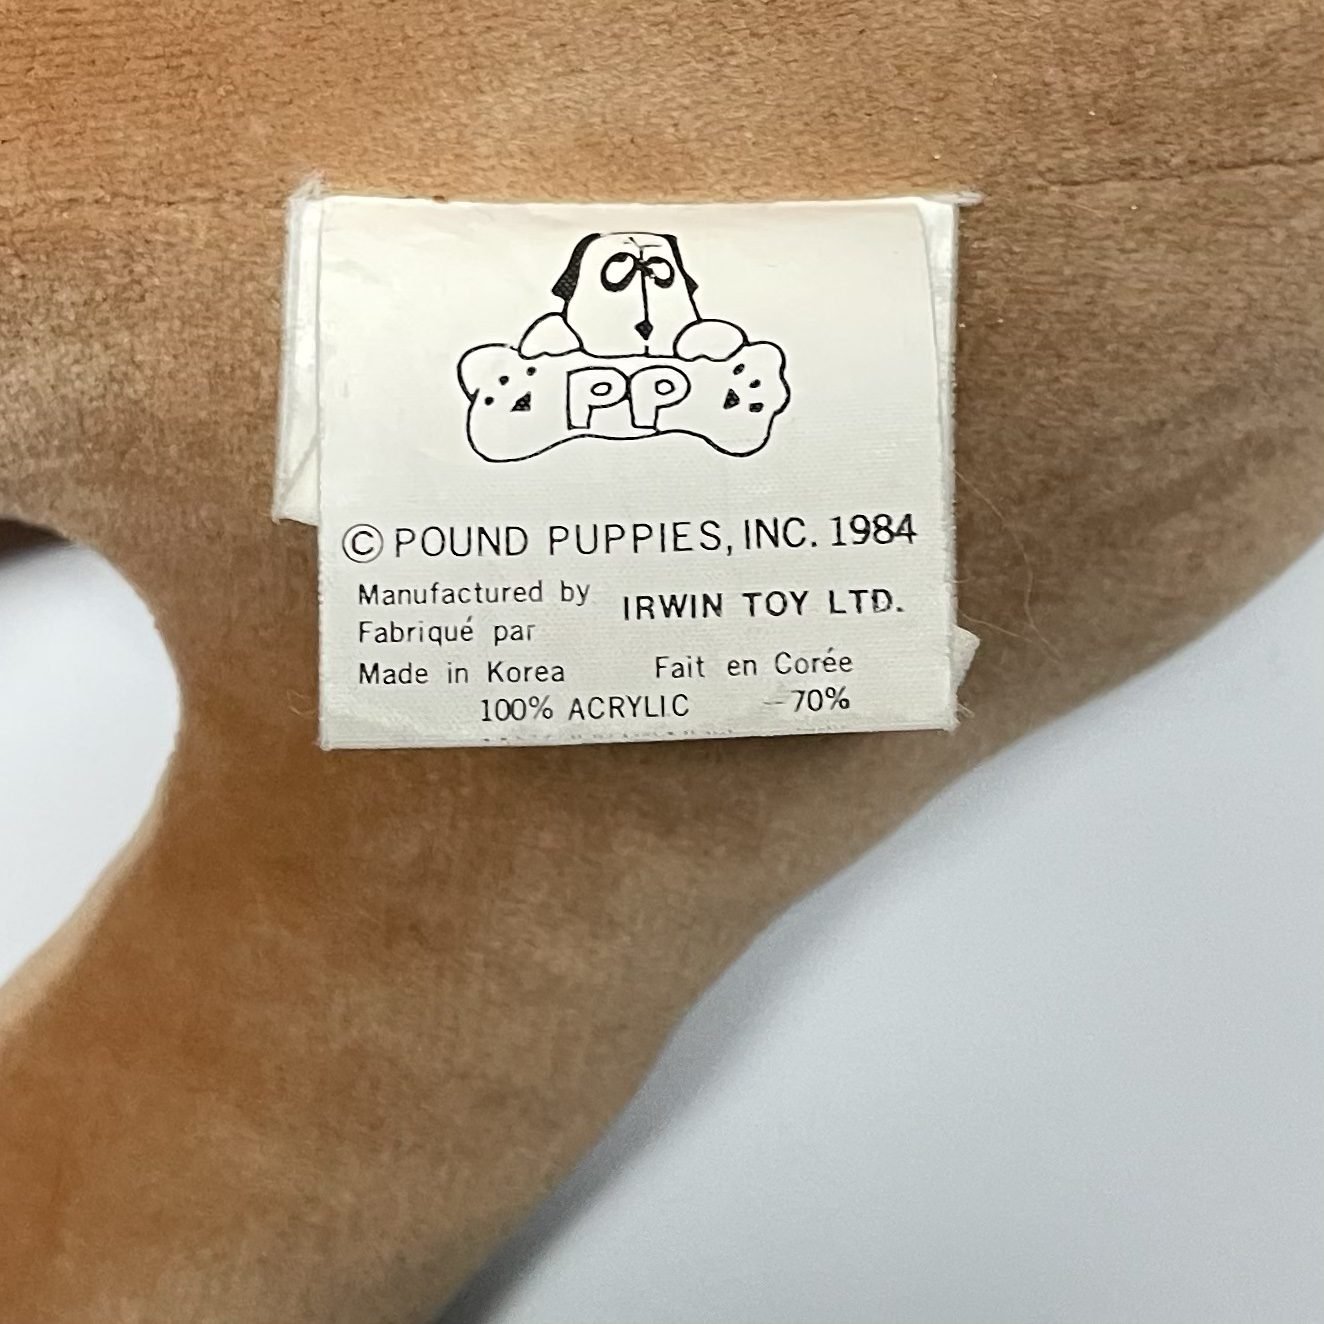 PP
© POUND PUPPIES, INC. 1984
Manufactured by IRWIN TOY LTD.
Fabriqué par
Made in Korea Fait en Corée
100% ACRYLIC -70%